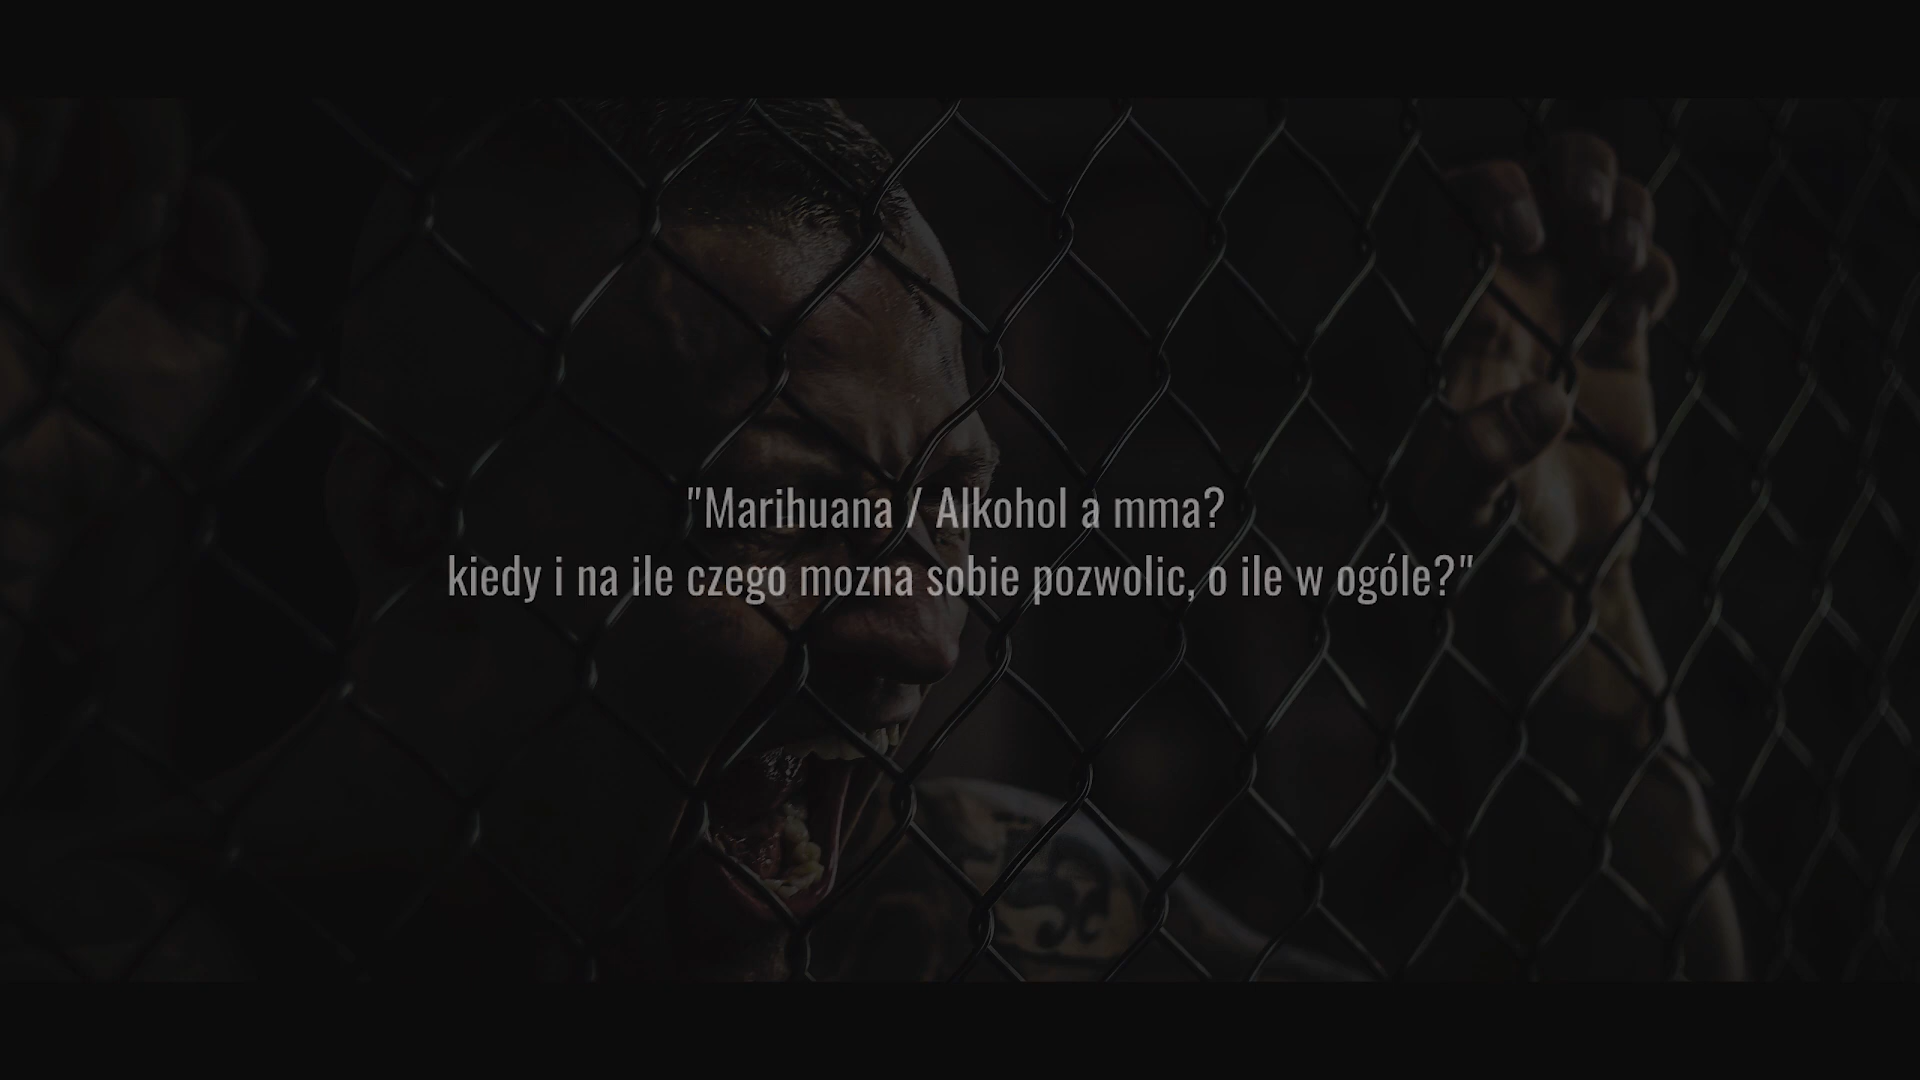 "Marihuana / Alkohol a mma?
kiedy i na ile czego mozna sobie pozwolic, o ile w ogóle?"